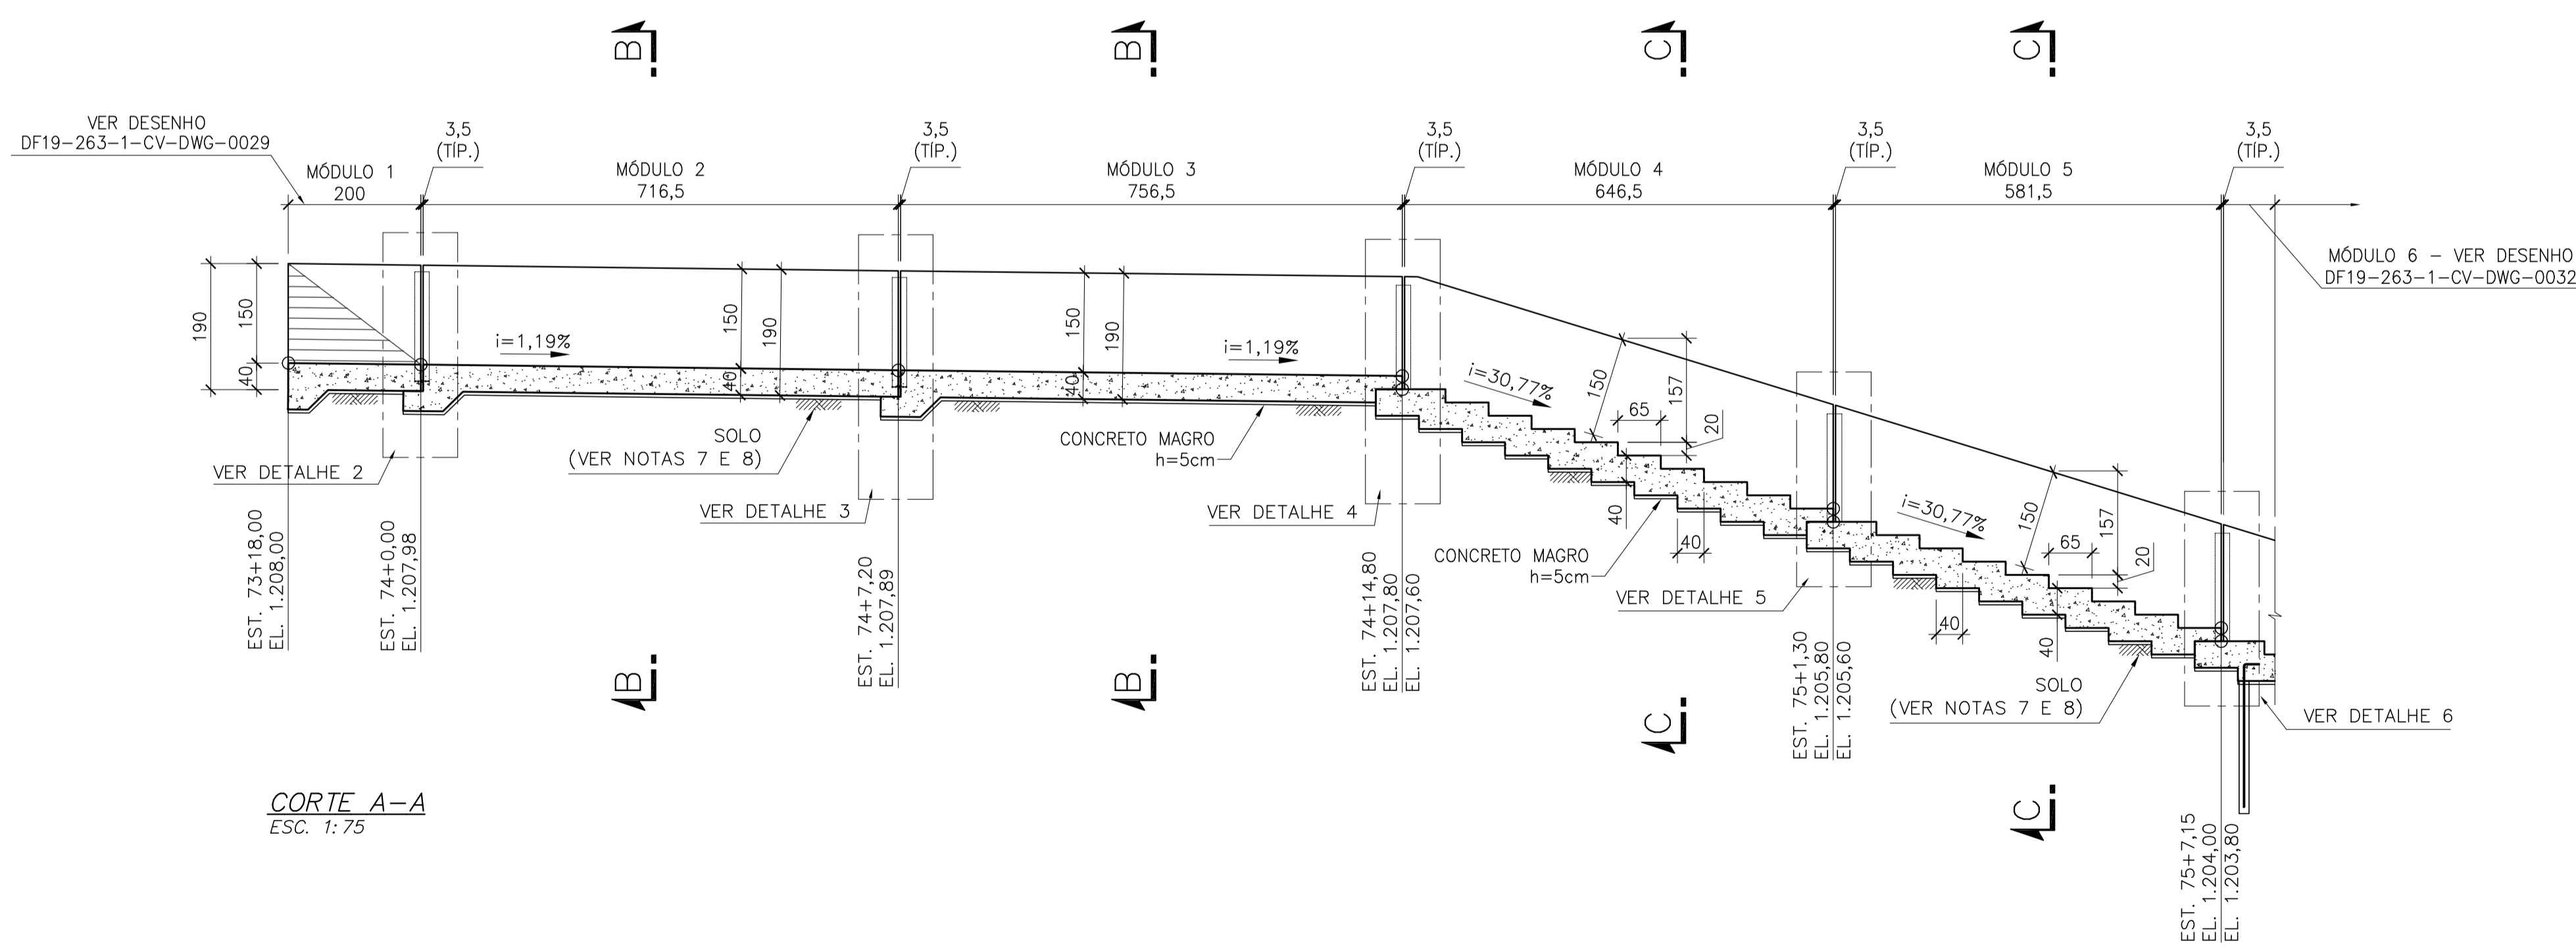 B
B
C
C
VER DESENHO
DF19-263-1-CV-DWG-0029
3,5
(TÍP.)
3,5
(TÍP.)
3,5
(TÍP.)
3,5
(TÍP.)
3,5
(TÍP.)
MÓDULO 1
200
MÓDULO 2
716,5
MÓDULO 3
756,5
MÓDULO 4
646,5
MÓDULO 5
581,5
MÓDULO 6 - VER DESENHO
DF19-263-1-CV-DWG-0032
190
150
40
i=1,19%
150
40
190
150
40
190
i=1,19%
i=30,77%
150
157
65
20
40
40
i=30,77%
150
157
65
20
40
40
VER DETALHE 2
SOLO
(VER NOTAS 7 E 8)
VER DETALHE 3
CONCRETO MAGRO
h=5cm
VER DETALHE 4
CONCRETO MAGRO
h=5cm
VER DETALHE 5
SOLO
(VER NOTAS 7 E 8)
VER DETALHE 6
EST. 73+18,00
EL. 1.208,00
EST. 74+0,00
EL. 1.207,98
EST. 74+7,20
EL. 1.207,89
EST. 74+14,80
EL. 1.207,80
EL. 1.207,60
EST. 75+1,30
EL. 1.205,80
EL. 1.205,60
EST. 75+7,15
EL. 1.204,00
EL. 1.203,80
B
B
C
C
CORTE A-A
ESC. 1:75